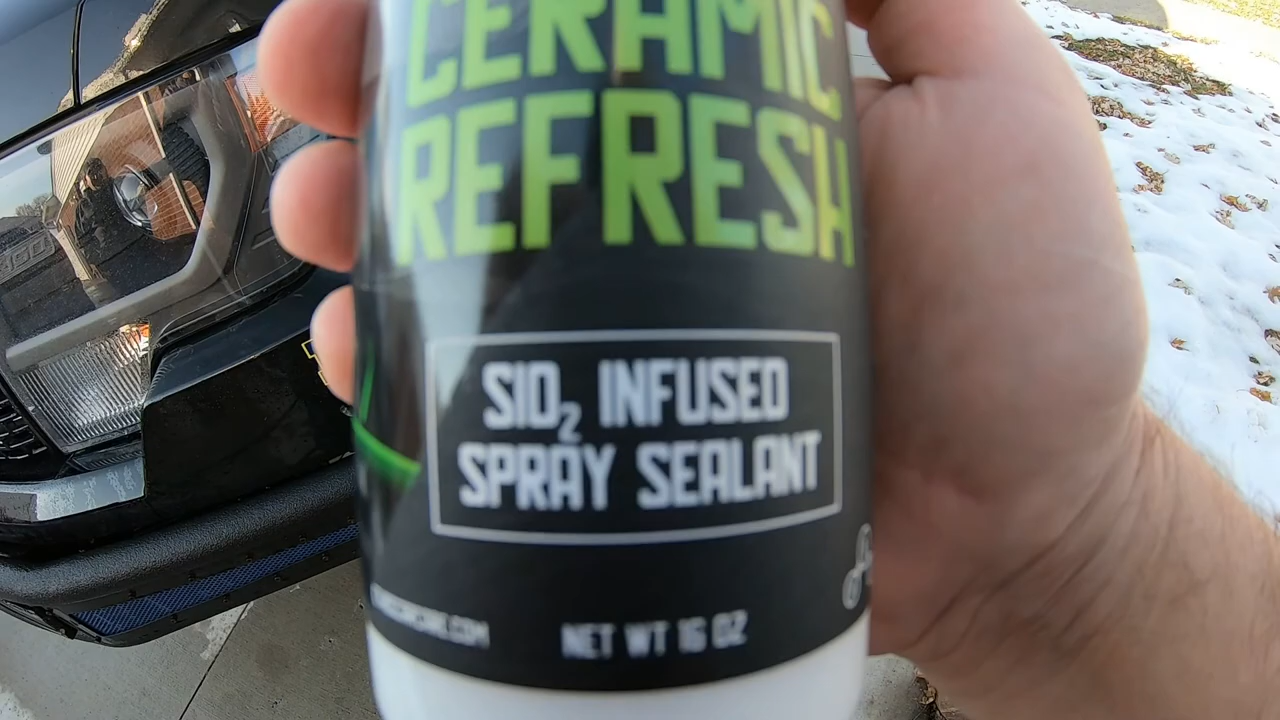 CERAMIC
REFRESH
SIO₂ INFUSED
SPRAY SEALANT
NET WT 16 OZ